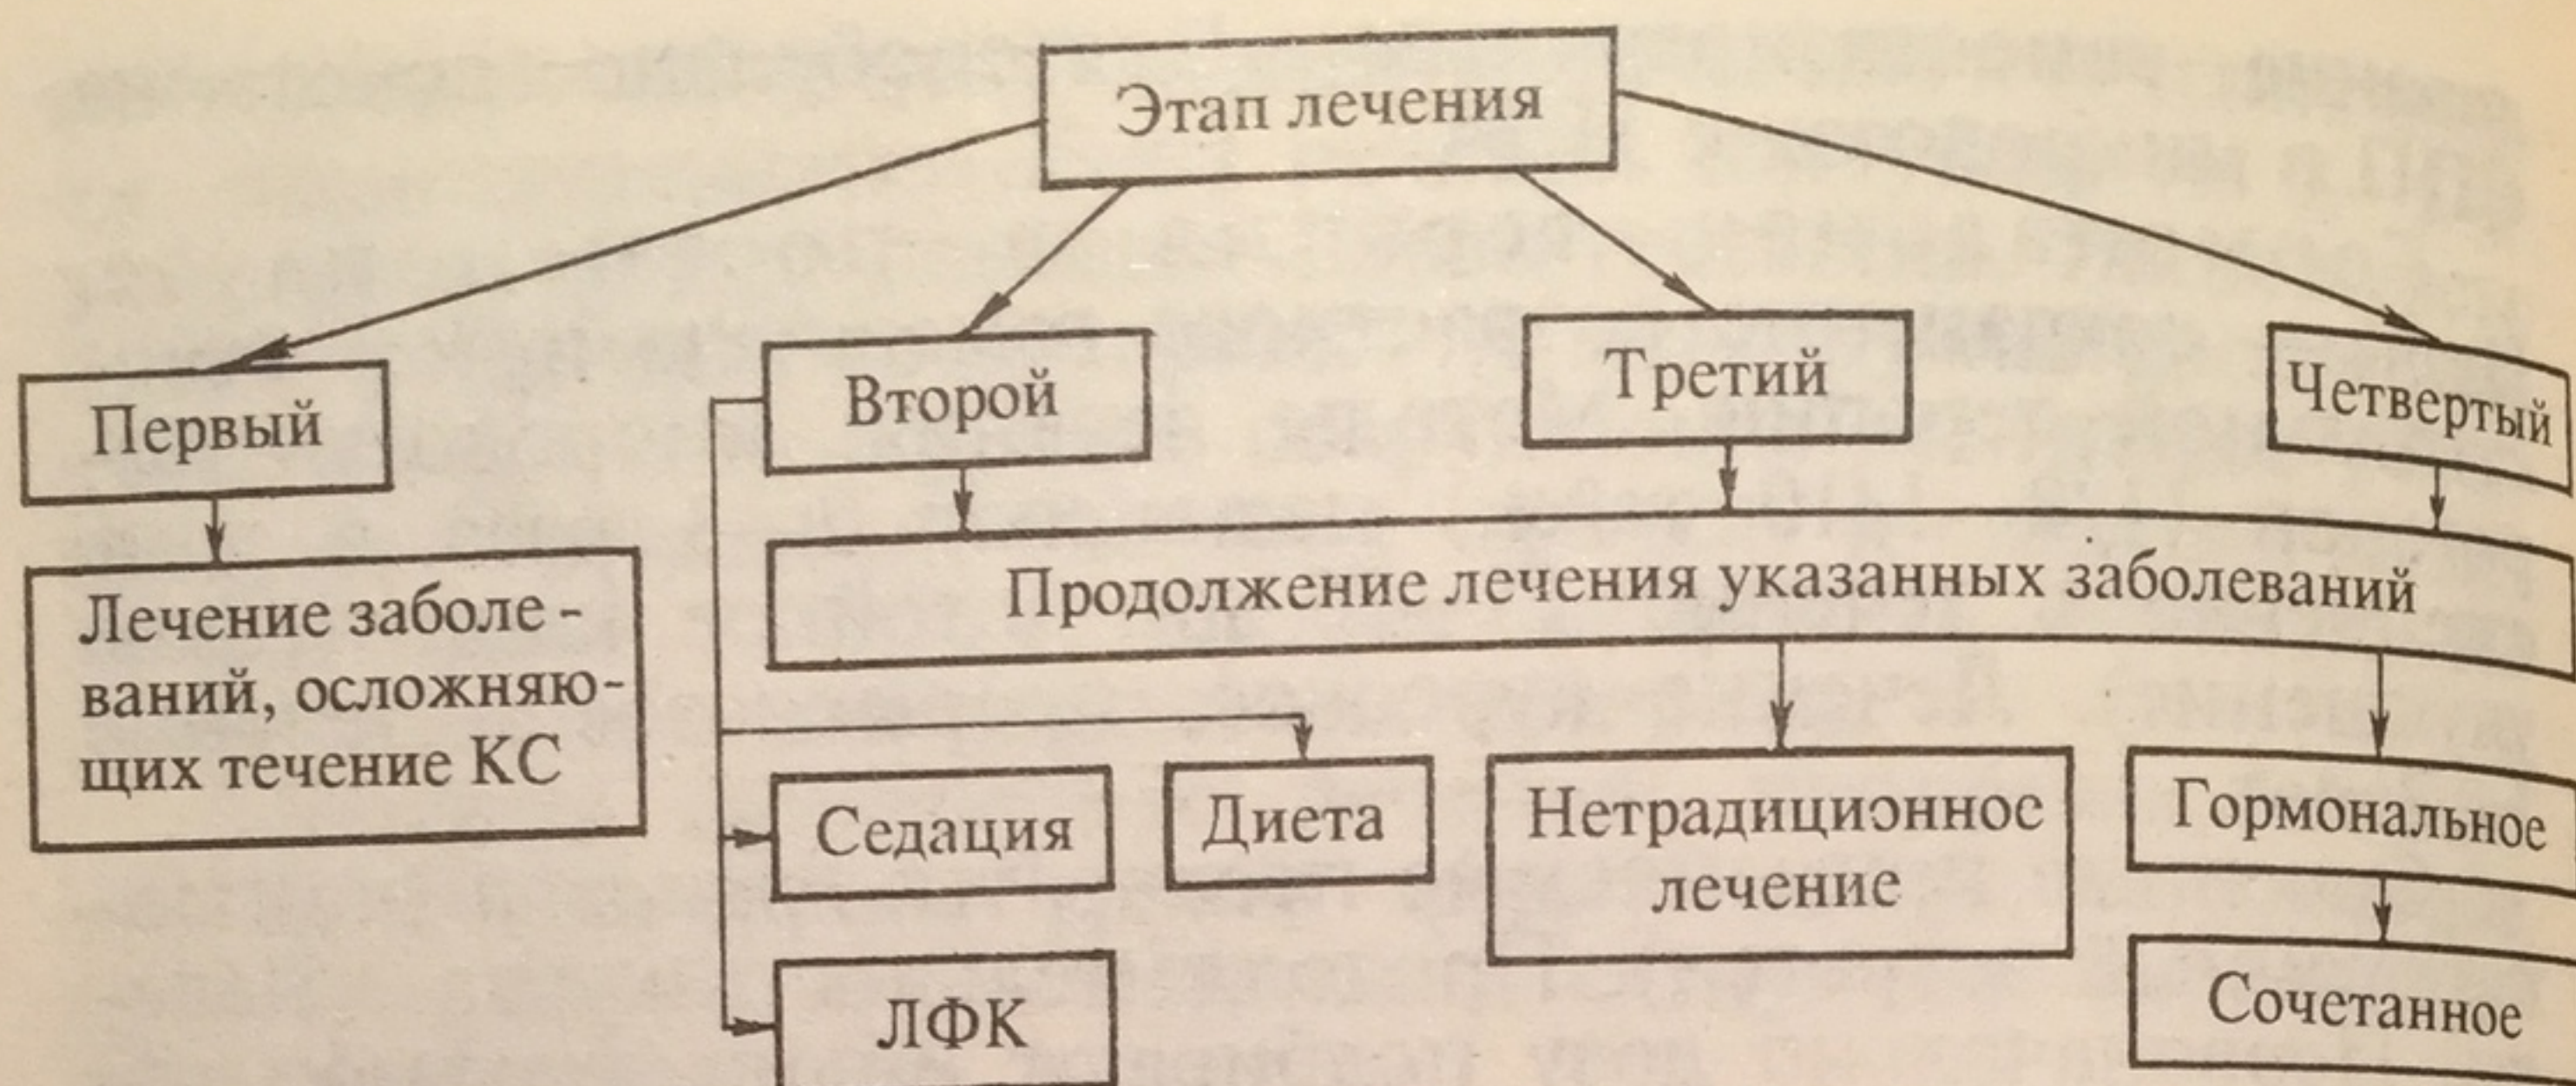 Этап лечения
Первый
Второй
Третий
Четвертый
Лечение заболе-
ваний, осложняю-
щих течение КС
Продолжение лечения указанных заболеваний
Седация
Диета
Нетрадиционное
лечение
Гормональное
ЛФК
Сочетанное